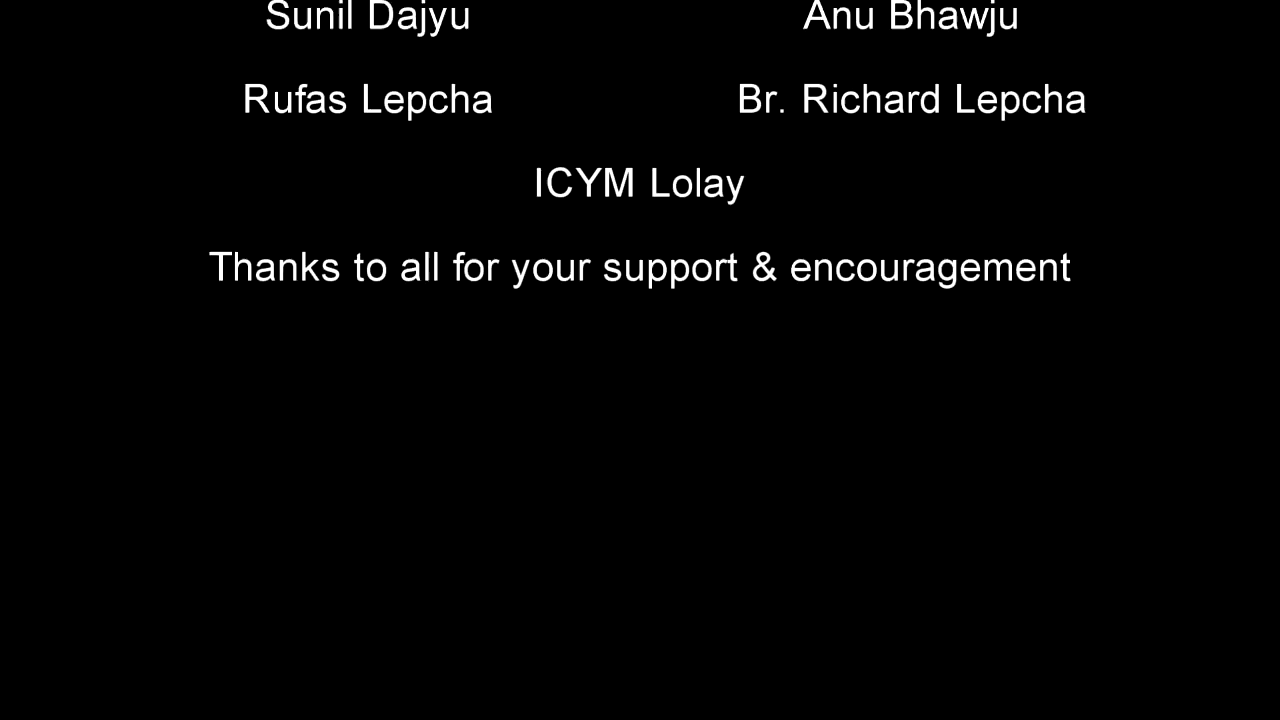 Sunil Dajyu Anu Bhawju
Rufas Lepcha Br. Richard Lepcha
ICYM Lolay
Thanks to all for your support & encouragement